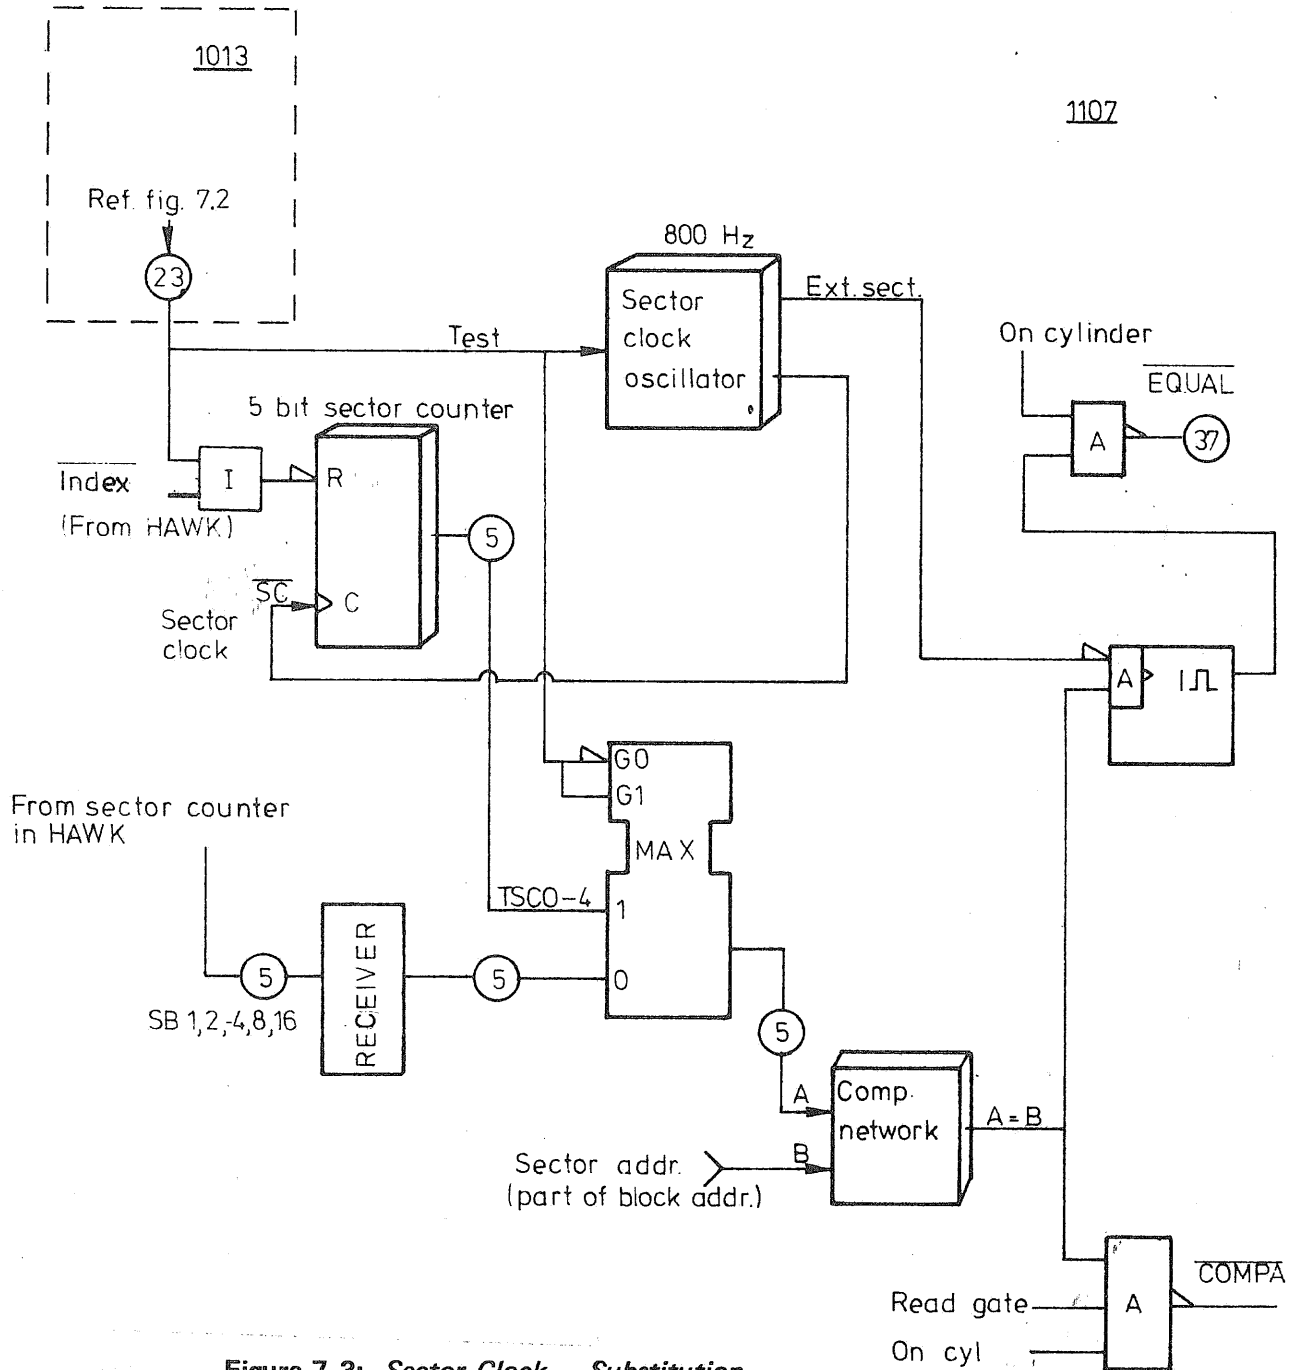 1013
1107
Ref. fig. 7.2
23
800 Hz
Sector
clock
oscillator
Ext. sect.
Test
On cylinder
EQUAL
A
37
5 bit sector counter
Index
(From HAWK)
I
R
5
SC
C
Sector
clock
A
1
G0
G1
MAX
From sector counter
in HAWK
TSC0-4
1
0
RECEIVER
5
5
SB 1,2,-4,8,16
5
A
Comp.
network
A=B
B
Sector addr.
(part of block addr.)
COMPA
Read gate
A
On cyl
Figure 7.3: Sector Clock - Substitution